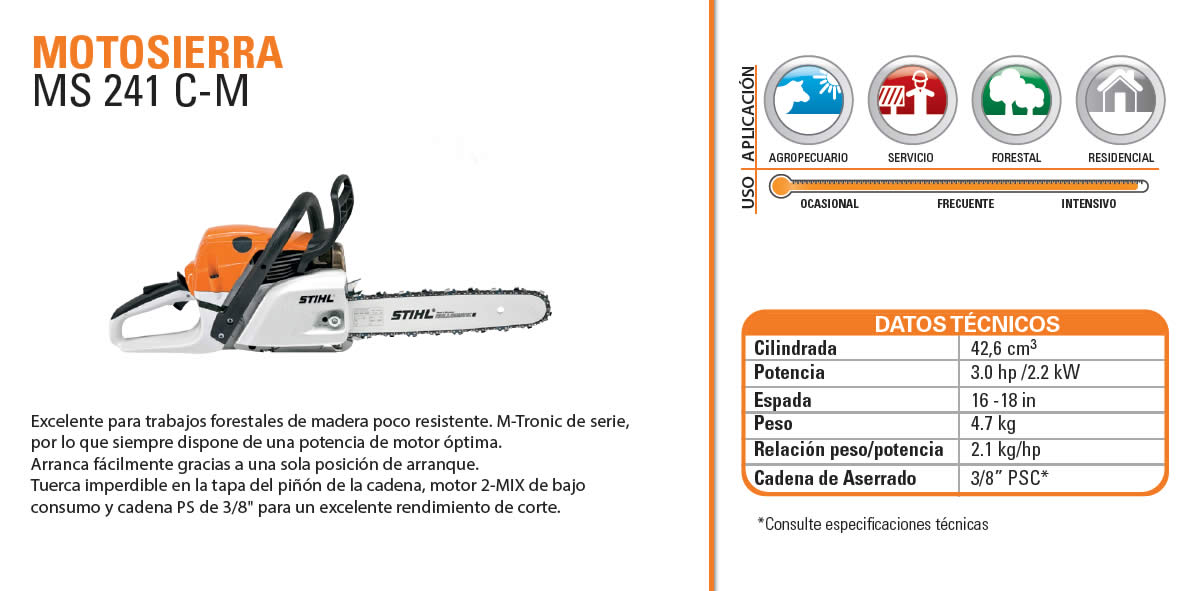 MOTOSIERRA
MS 241 C-M
STIHL
STIHL®
Excelente para trabajos forestales de madera poco resistente. M-Tronic de serie,
por lo que siempre dispone de una potencia de motor óptima.
Arranca fácilmente gracias a una sola posición de arranque.
Tuerca imperdible en la tapa del piñón de la cadena, motor 2-MIX de bajo
consumo y cadena PS de 3/8" para un excelente rendimiento de corte.
APLICACIÓN
AGROPECUARIO SERVICIO FORESTAL RESIDENCIAL
USO
OCASIONAL FRECUENTE INTENSIVO
DATOS TÉCNICOS
Cilindrada 42,6 cm³
Potencia 3.0 hp /2.2 kW
Espada 16 -18 in
Peso 4.7 kg
Relación peso/potencia 2.1 kg/hp
Cadena de Aserrado 3/8” PSC*
*Consulte especificaciones técnicas